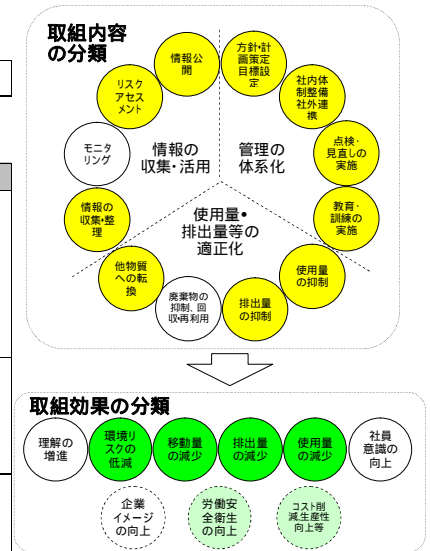 取組内容
の分類
情報公
開
方針・計
画策定
目標設
定
リスク
アセス
メント
社内体
制整備
社外連
携
モニタ
リング
情報の
収集・活用
管理の
体系化
点検・
見直しの
実施
情報の
収集・整
理
使用量・
排出量等の
適正化
教育・
訓練の
実施
他物質
への転
換
廃棄物の
抑制、回
収・再利用
排出量
の抑制
使用量
の抑制
取組効果の分類
理解の
増進
環境リ
スクの
低減
移動量
の減少
排出量
の減少
使用量
の減少
社員
意識の
向上
企業
イメージ
の向上
労働安
全衛生
の向上
コスト削
減、生産性
向上等